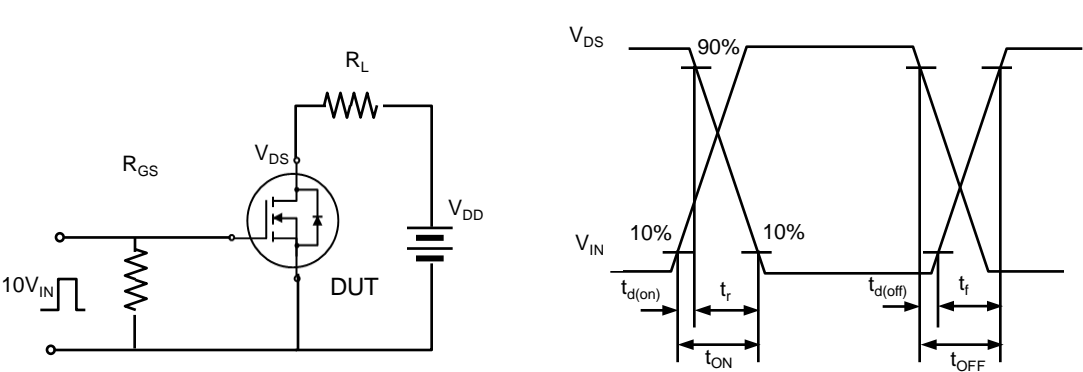 R_L
R_GS
V_DS
V_DD
10V_IN
DUT
V_DS
90%
10%
10%
V_IN
t_d(on)
t_r
t_d(off)
t_f
t_ON
t_OFF